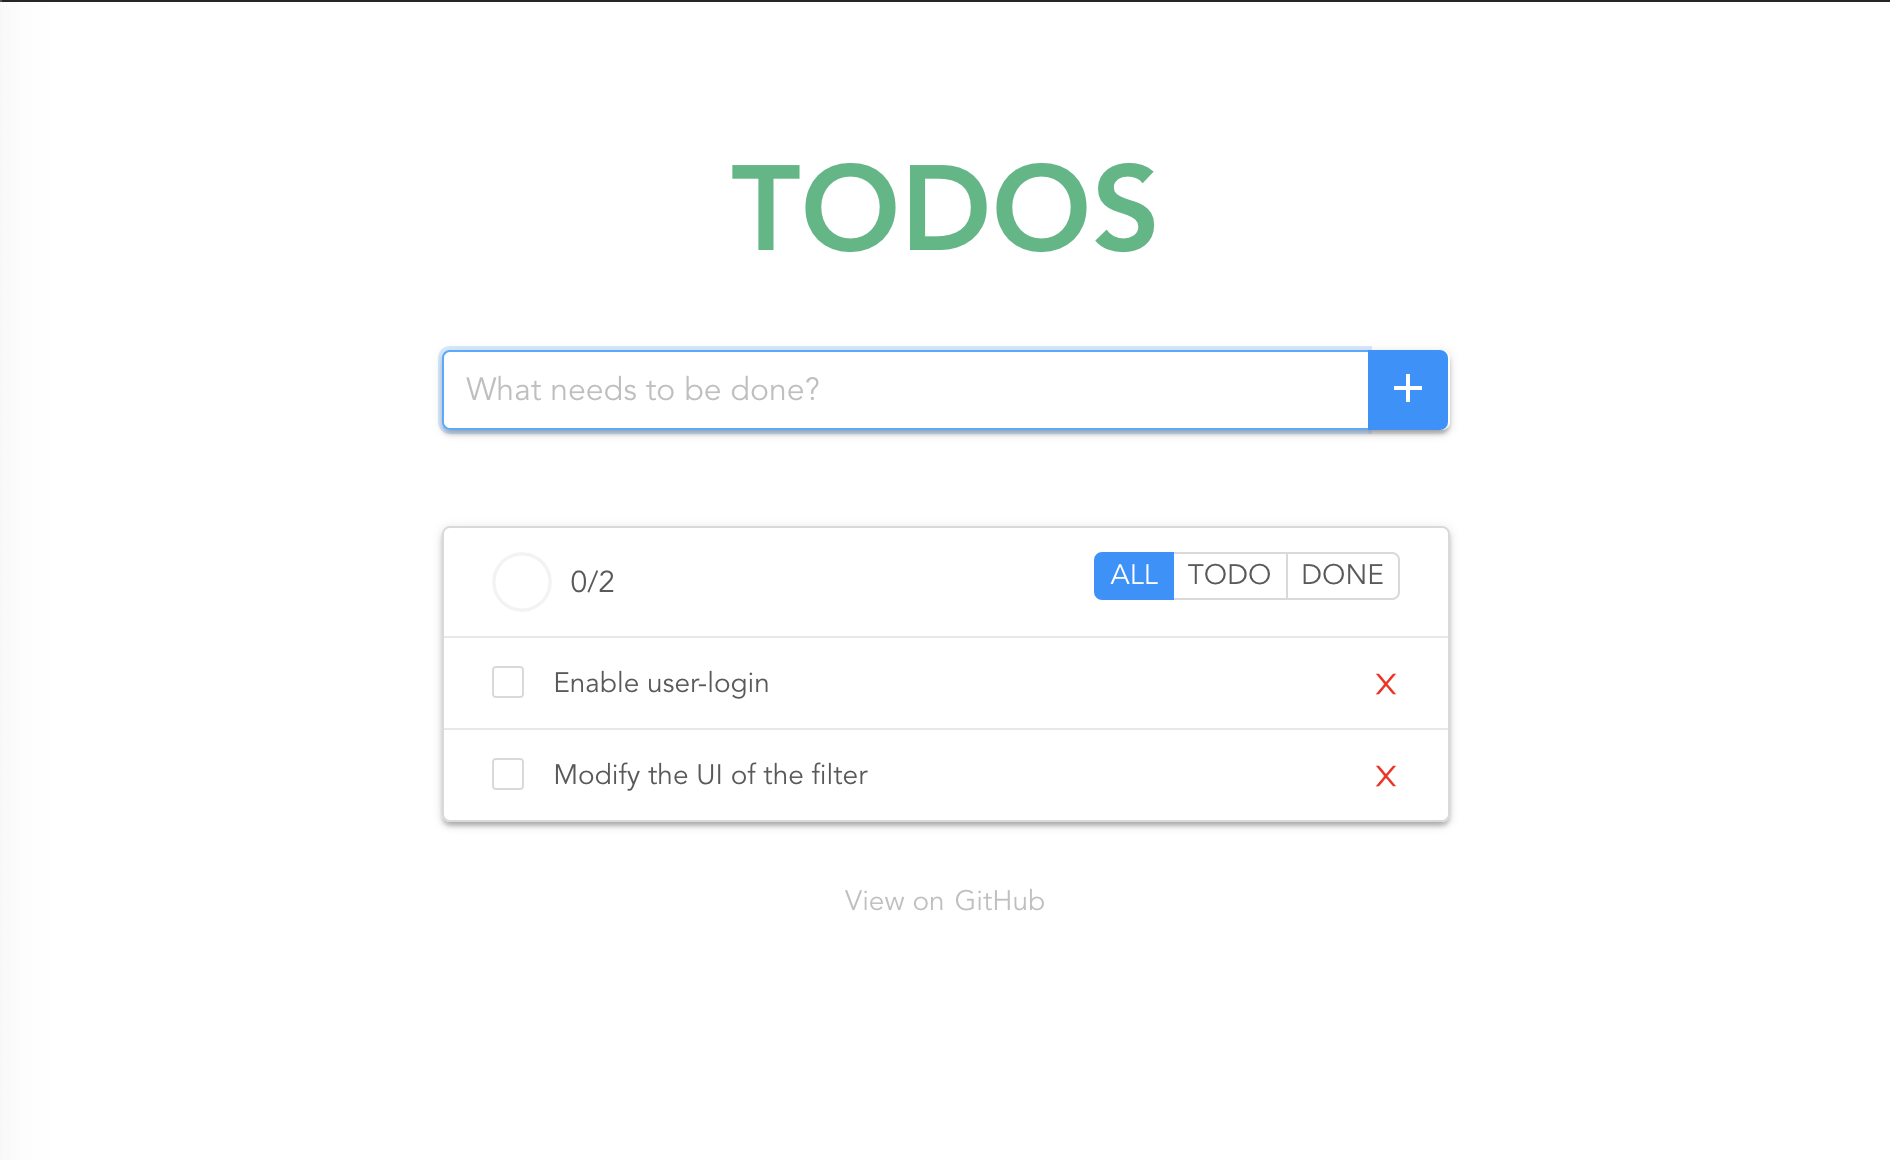 TODOS
What needs to be done?
+
0/2 ALL TODO DONE
Enable user-login X
Modify the UI of the filter X
View on GitHub